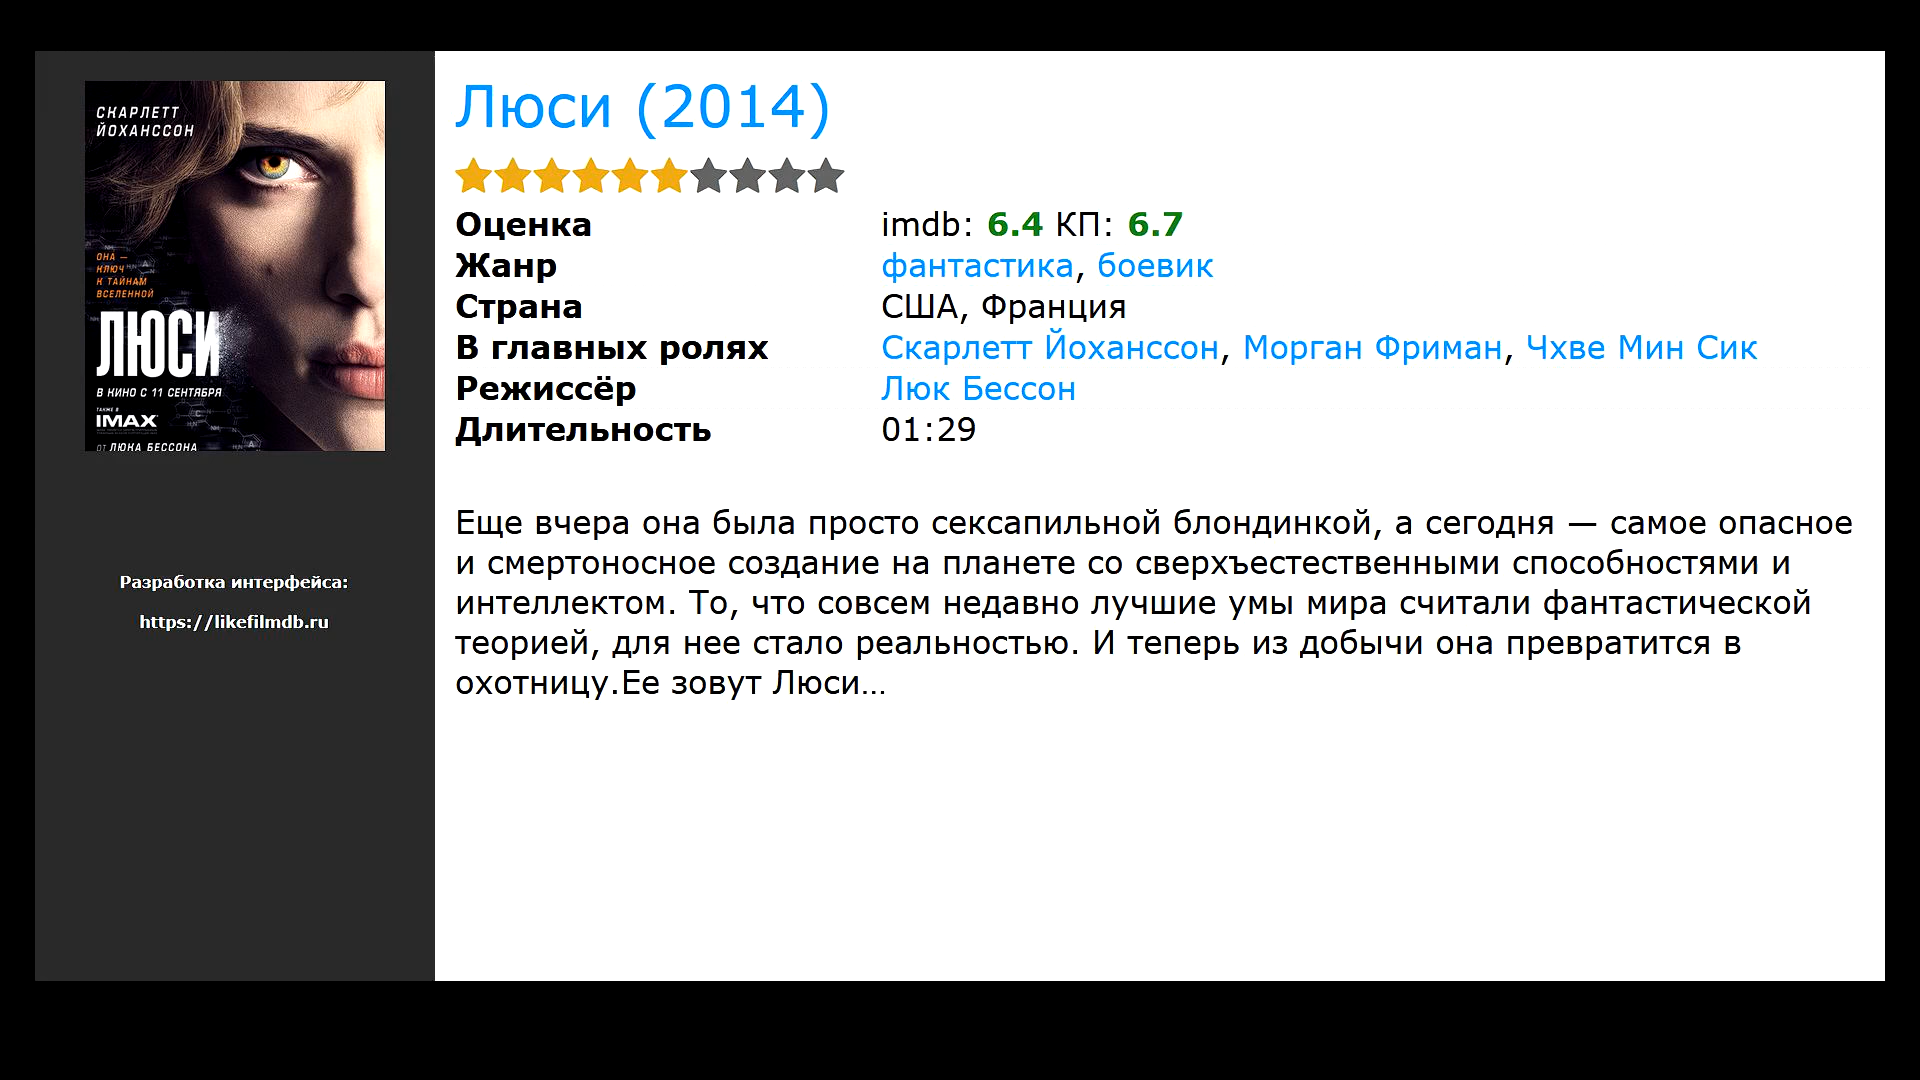 СКАРЛЕТТ
ЙОХАНССОН
ОНА —
КЛЮЧ
К ТАЙНАМ
ВСЕЛЕННОЙ
ЛЮСИ
В КИНО С 11 СЕНТЯБРЯ
ТАКЖЕ В
IMAX
ОТ ЛЮКА БЕССОНА
Разработка интерфейса:
https://likefilmdb.ru
Люси (2014)
Оценка imdb: 6.4 КП: 6.7
Жанр фантастика, боевик
Страна США, Франция
В главных ролях Скарлетт Йоханссон, Морган Фриман, Чхве Мин Сик
Режиссёр Люк Бессон
Длительность 01:29
Еще вчера она была просто сексапильной блондинкой, а сегодня — самое опасное
и смертоносное создание на планете со сверхъестественными способностями и
интеллектом. То, что совсем недавно лучшие умы мира считали фантастической
теорией, для нее стало реальностью. И теперь из добычи она превратится в
охотницу.Ее зовут Люси…